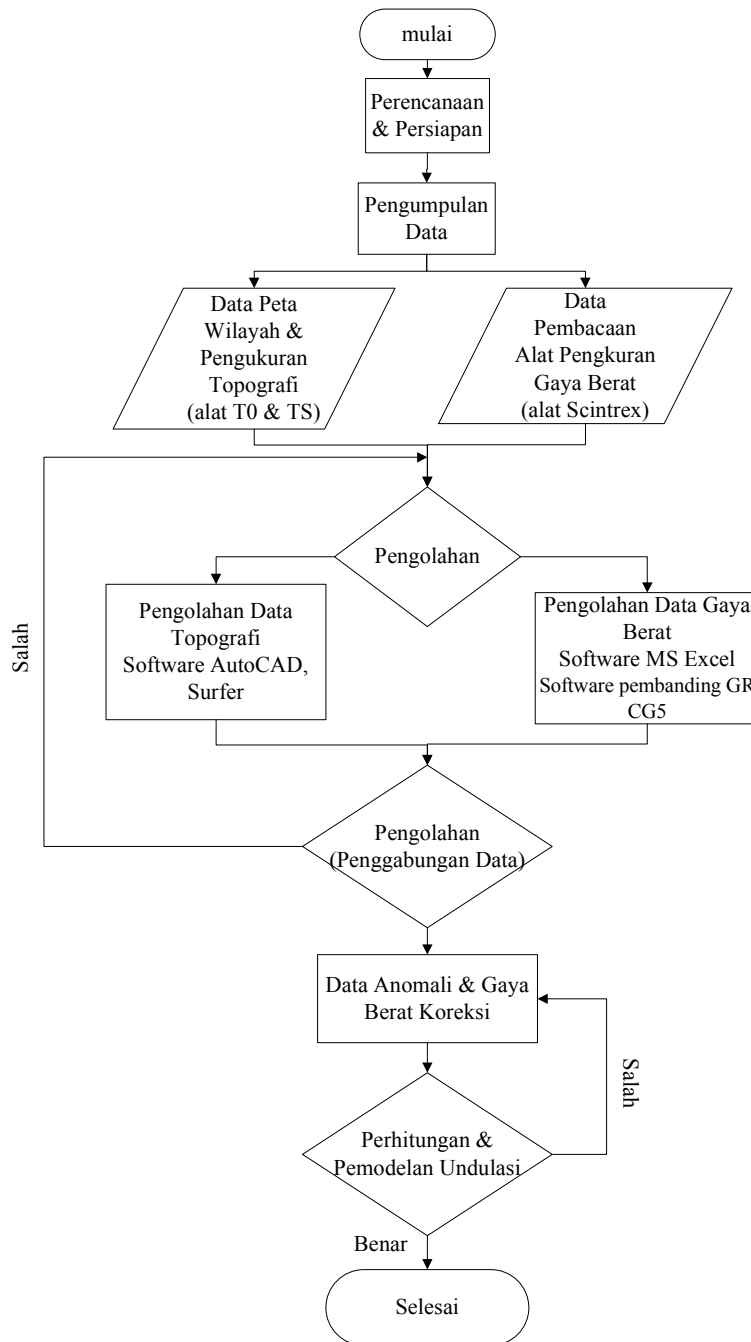 mulai
Perencanaan
& Persiapan
Pengumpulan
Data
Data Peta
Wilayah &
Pengukuran
Topografi
(alat T0 & TS)
Data
Pembacaan
Alat Pengkuran
Gaya Berat
(alat Scintrex)
Pengolahan
Salah
Pengolahan Data
Topografi
Software AutoCAD,
Surfer
Pengolahan Data Gaya
Berat
Software MS Excel
Software pembanding GR
CG5
Pengolahan
(Penggabungan Data)
Data Anomali & Gaya
Berat Koreksi
Salah
Perhitungan &
Pemodelan Undulasi
Benar
Selesai